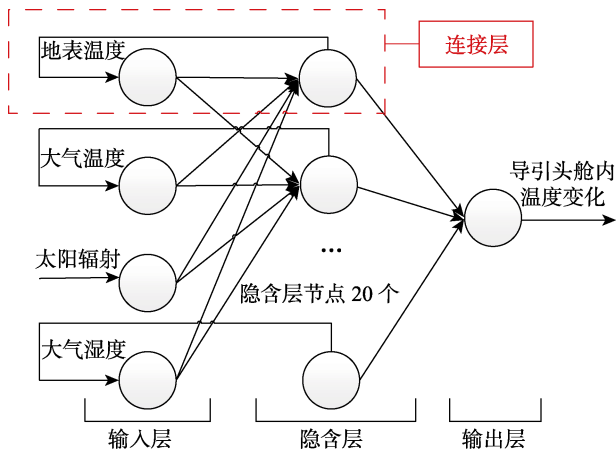 地表温度
连接层
大气温度
导引头舱内
温度变化
太阳辐射
...
隐含层节点 20 个
大气湿度
输入层
隐含层
输出层